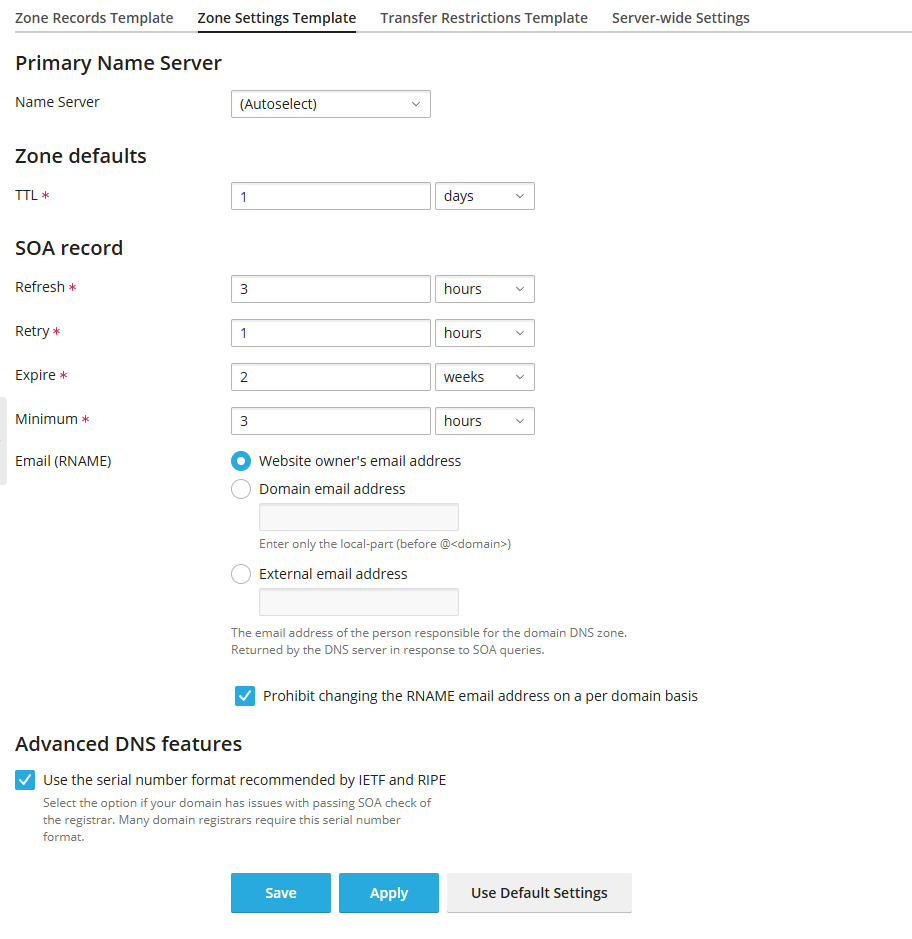 Zone Records Template Zone Settings Template Transfer Restrictions Template Server-wide Settings
Primary Name Server
Name Server (Autoselect)
Zone defaults
TTL * 1 days
SOA record
Refresh * 3 hours
Retry * 1 hours
Expire * 2 weeks
Minimum * 3 hours
Email (RNAME) Website owner's email address
Domain email address
Enter only the local-part (before @<domain>)
External email address
The email address of the person responsible for the domain DNS zone.
Returned by the DNS server in response to SOA queries.
Prohibit changing the RNAME email address on a per domain basis
Advanced DNS features
Use the serial number format recommended by IETF and RIPE
Select the option if your domain has issues with passing SOA check of
the registrar. Many domain registrars require this serial number
format.
Save Apply Use Default Settings